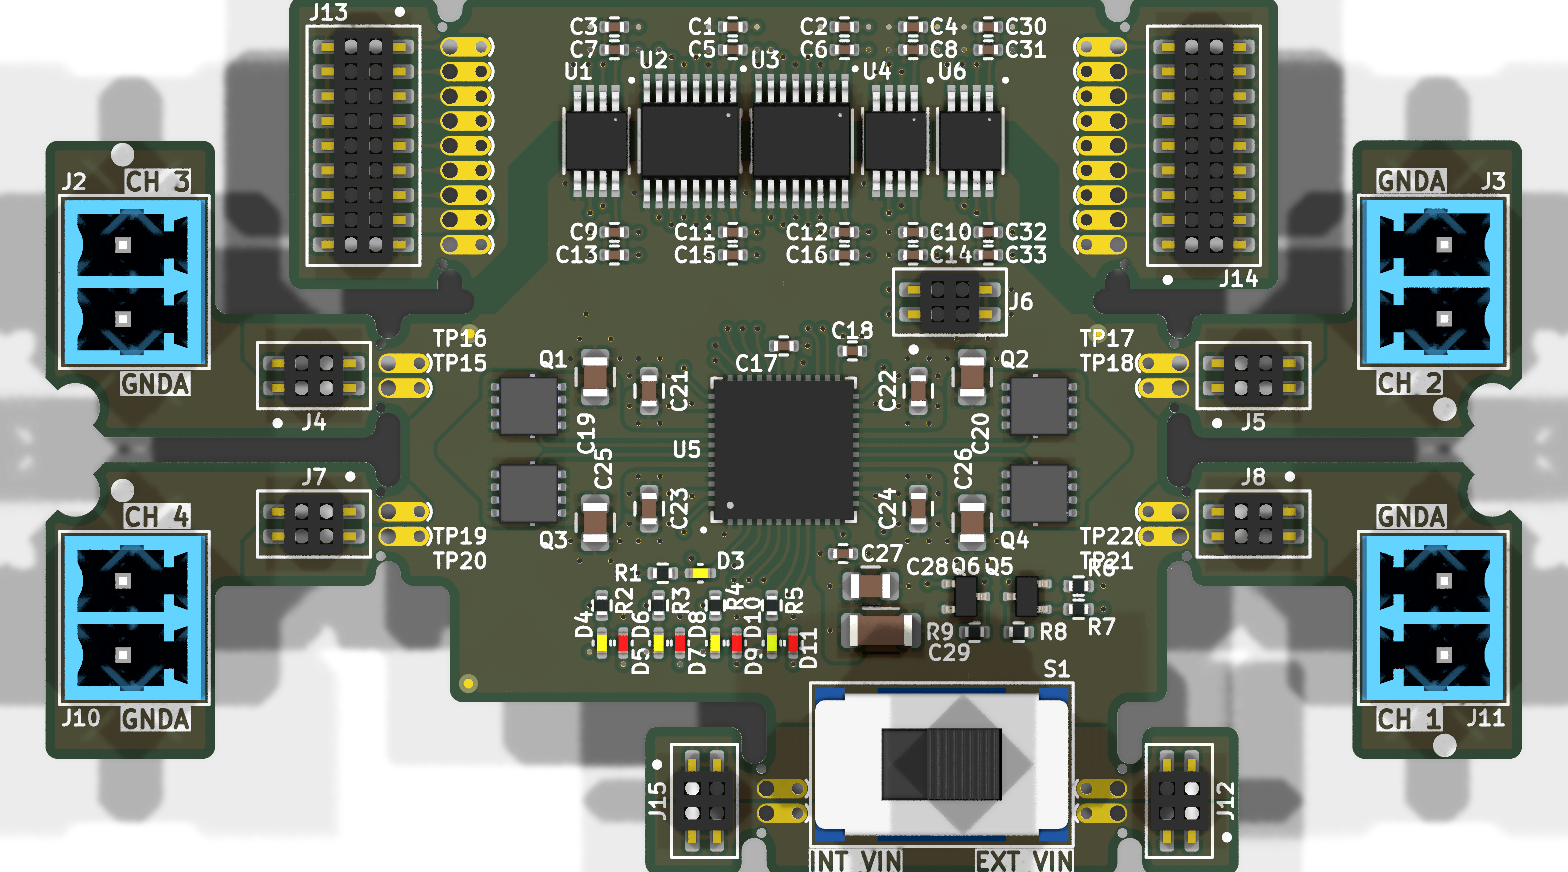 J13
C3 C1 C2 C4 C30
C7 C5 C6 C8 C31
U1 U2 U3 U4 U6
J2 CH 3
GNDA J3
C9 C11 C12 C10 C32
C13 C15 C16 C14 C33
J14
J6
TP16 C18 TP17
TP15 Q1 C17 Q2 TP18
GNDA CH 2
C21 C22
J4 C19 C20 J5
U5
C25 C26
J7 J8
CH 4 C23 C24 GNDA
TP19 Q3 Q4 TP22
TP20 C27 TP21
R1 D3 C28 Q6 Q5 R6
D4 R2 D6 R3 D8 R4 D10 R5
R9 R8 R7
D5 D7 D9 D11 C29
S1
J10 GNDA CH 1 J11
J15 J12
INT VIN EXT VIN